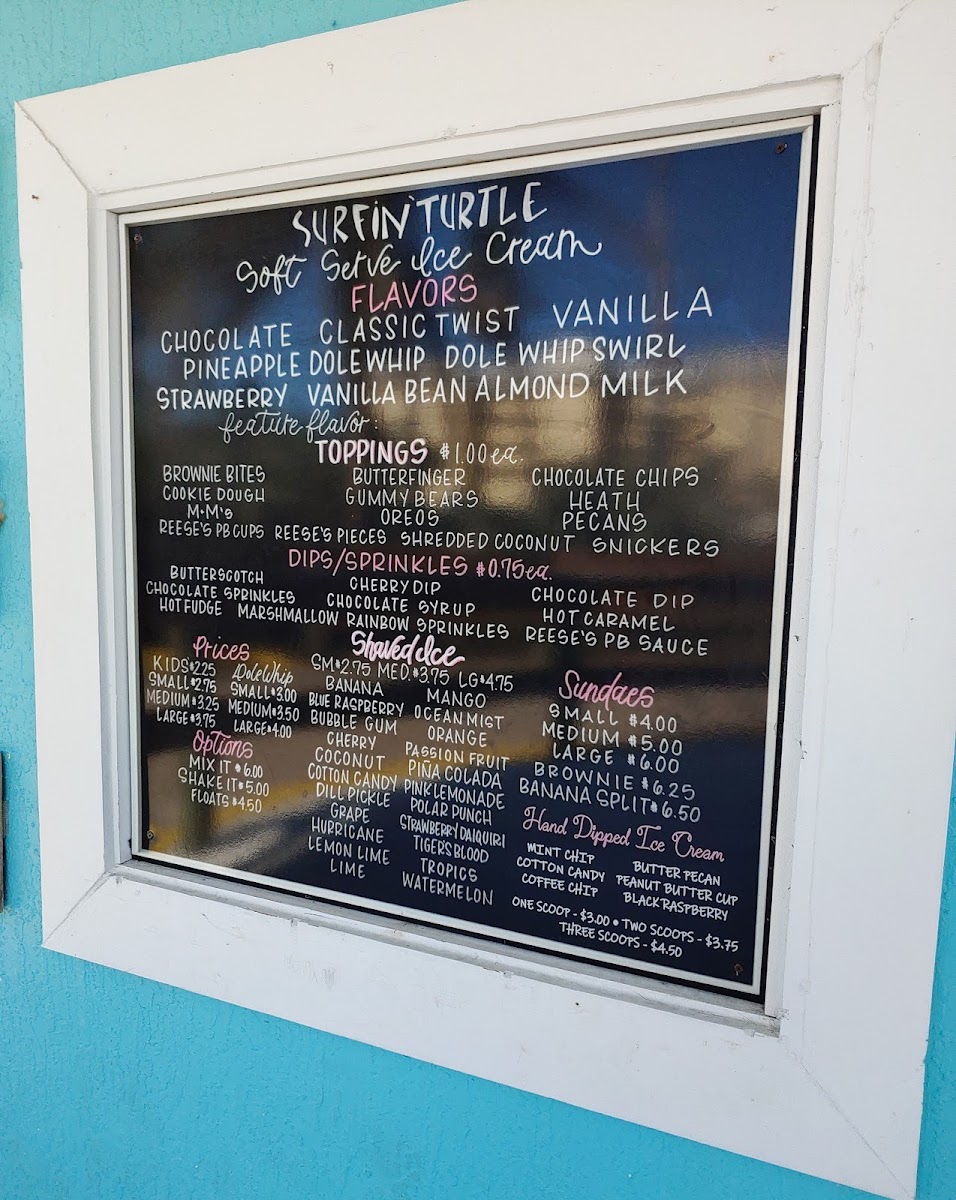 SURFIN' TURTLE
Soft Serve Ice Cream
FLAVORS
CHOCOLATE CLASSIC TWIST VANILLA
PINEAPPLE DOLEWHIP DOLE WHIP SWIRL
STRAWBERRY VANILLA BEAN ALMOND MILK
feature flavor:
TOPPINGS $1.00 ea.
BROWNIE BITES BUTTERFINGER CHOCOLATE CHIPS
COOKIE DOUGH GUMMY BEARS HEATH
M·M's OREOS PECANS
REESE'S PB CUPS REESE'S PIECES SHREDDED COCONUT SNICKERS
DIPS/SPRINKLES $0.75 ea.
BUTTERSCOTCH CHERRY DIP CHOCOLATE DIP
CHOCOLATE SPRINKLES CHOCOLATE SYRUP HOT CARAMEL
HOT FUDGE MARSHMALLOW RAINBOW SPRINKLES REESE'S PB SAUCE
Prices
KIDS $2.25 DoleWhip
SMALL $2.75 SMALL $3.00
MEDIUM $3.25 MEDIUM $3.50
LARGE $3.75 LARGE $4.00
Options
MIX IT $6.00
SHAKE IT $5.00
FLOATS $4.50
Shaved Ice
SM $2.75 MED. $3.75 LG $4.75
BANANA MANGO
BLUE RASPBERRY OCEAN MIST
BUBBLE GUM ORANGE
CHERRY PASSION FRUIT
COCONUT PIÑA COLADA
COTTON CANDY PINK LEMONADE
DILL PICKLE POLAR PUNCH
GRAPE STRAWBERRY DAIQUIRI
HURRICANE TIGERS BLOOD
LEMON LIME TROPICS
LIME WATERMELON
Sundaes
SMALL $4.00
MEDIUM $5.00
LARGE $6.00
BROWNIE $6.25
BANANA SPLIT $6.50
Hand Dipped Ice Cream
MINT CHIP BUTTER PECAN
COTTON CANDY PEANUT BUTTER CUP
COFFEE CHIP BLACK RASPBERRY
ONE SCOOP - $3.00 • TWO SCOOPS - $3.75
THREE SCOOPS - $4.50